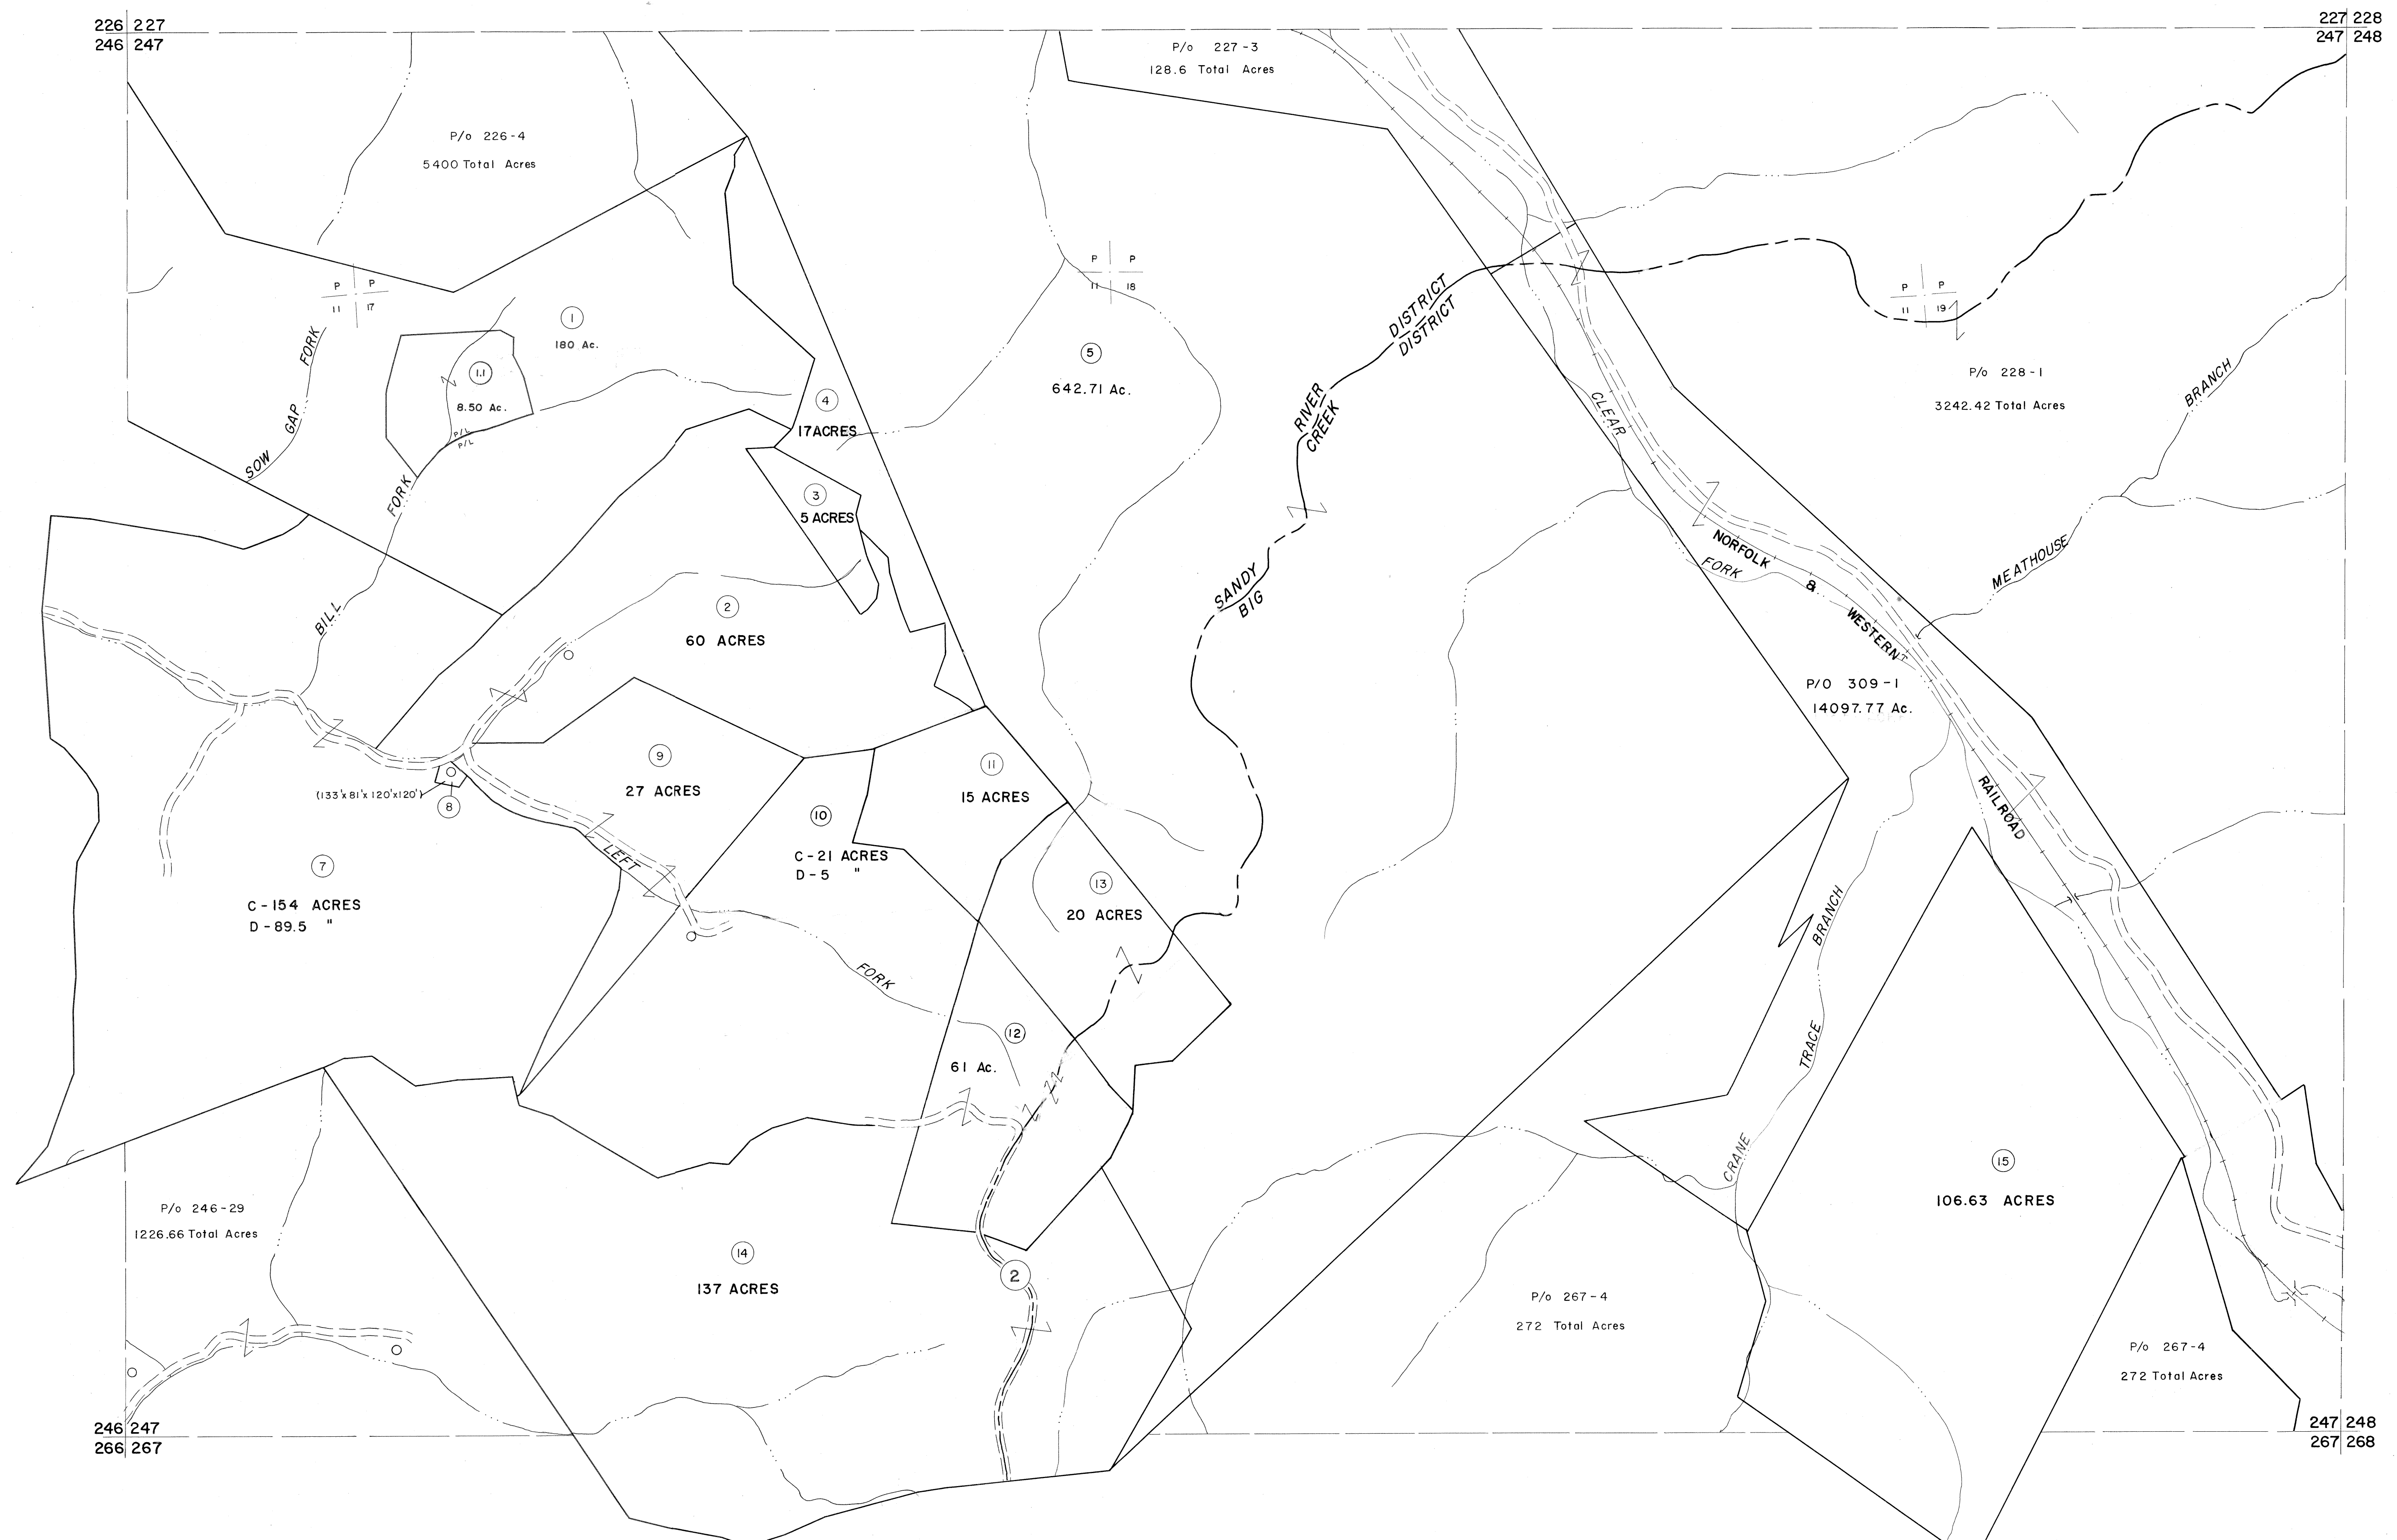 226 227
246 247
227 228
247 248
P/o 227-3
128.6 Total Acres
P/o 226-4
5400 Total Acres
P P
11 17
P P
11 18
P P
11 19
1
180 Ac.
1.1
8.50 Ac.
P/L
P/L
SOW GAP FORK
BILL FORK
4
17 ACRES
3
5 ACRES
5
642.71 Ac.
SANDY RIVER DISTRICT
BIG CREEK DISTRICT
CLEAR FORK
NORFOLK & WESTERN RAILROAD
P/o 228-1
3242.42 Total Acres
MEATHOUSE BRANCH
2
60 ACRES
P/O 309-1
14097.77 Ac.
9
27 ACRES
(133'x81'x120'x120')
8
10
C-21 ACRES
D-5 "
11
15 ACRES
7
C-154 ACRES
D-89.5 "
LEFT FORK
13
20 ACRES
12
61 Ac.
CRANE TRACE BRANCH
15
106.63 ACRES
P/o 246-29
1226.66 Total Acres
14
137 ACRES
2
P/o 267-4
272 Total Acres
P/o 267-4
272 Total Acres
246 247
266 267
247 248
267 268